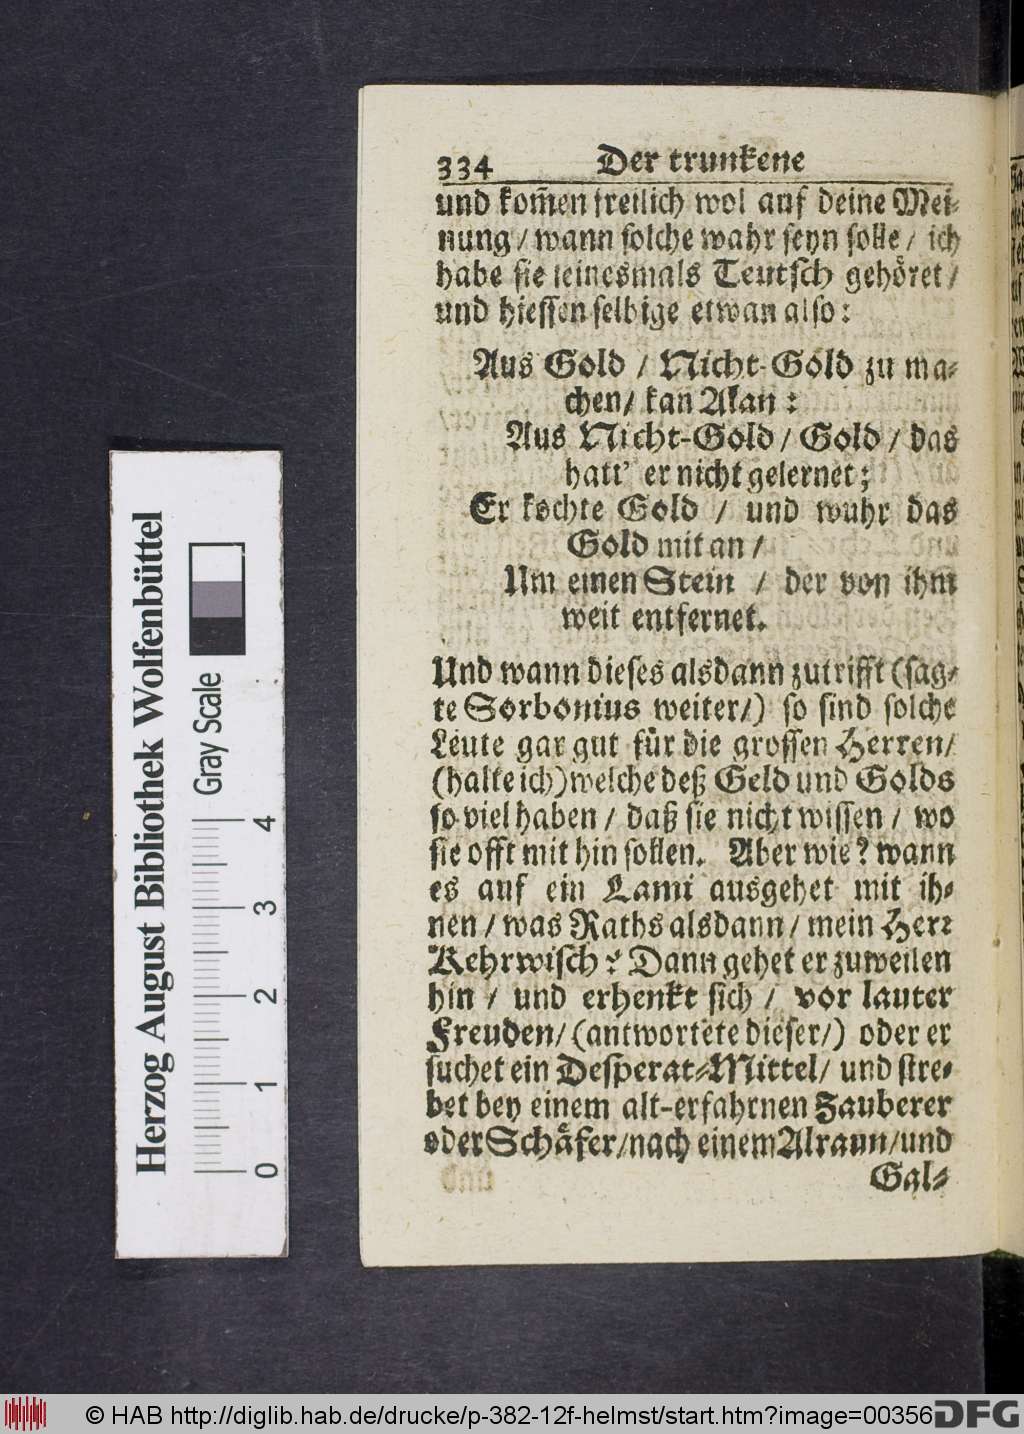 334 Der trunkene
und kom̃en freilich wol auf deine Mei-
nung / wann solche wahr seyn solle / ich
habe sie jeinesmals Teutsch gehöret /
und hiessen selbige etwan also:
Aus Gold / Nicht-Gold zu ma-
chen / kan Alan :
Aus Nicht-Gold / Gold / das
hatt' er nicht gelernet;
Er kochte Gold / und wuhr das
Gold mit an /
Um einen Stein / der von ihm
weit entfernet.
Und wann dieses alsdann zutrifft (sag-
te Sorbonius weiter/) so sind solche
Leute gar gut für die grossen Herren /
(halte ich) welche deß Geld und Golds
so viel haben / daß sie nicht wissen / wo
sie offt mit hin sollen. Aber wie? wann
es auf ein Lami ausgehet mit ih-
nen / was Raths alsdann / mein Herr
Kehrwisch? Dann gehet er zuweilen
hin / und erhenkt sich / vor lauter
Freuden / (antwortete dieser/) oder er
suchet ein Desperat-Mittel / und stre-
bet bey einem alt-erfahrnen Zauberer
oder Schäfer / nach einem Alraun / und
Gal-
Herzog August Bibliothek Wolfenbüttel
Gray Scale
0 1 2 3 4
© HAB http://diglib.hab.de/drucke/p-382-12f-helmst/start.htm?image=00356
DFG